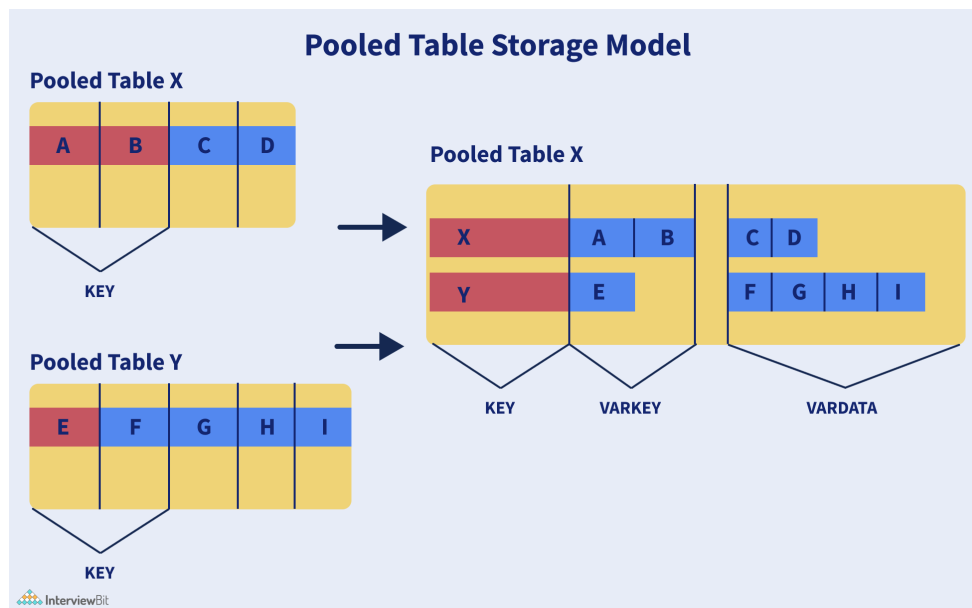 Pooled Table Storage Model
Pooled Table X
A B C D
KEY
Pooled Table Y
E F G H I
KEY
Pooled Table X
X A B C D
Y E F G H I
KEY VARKEY VARDATA
InterviewBit